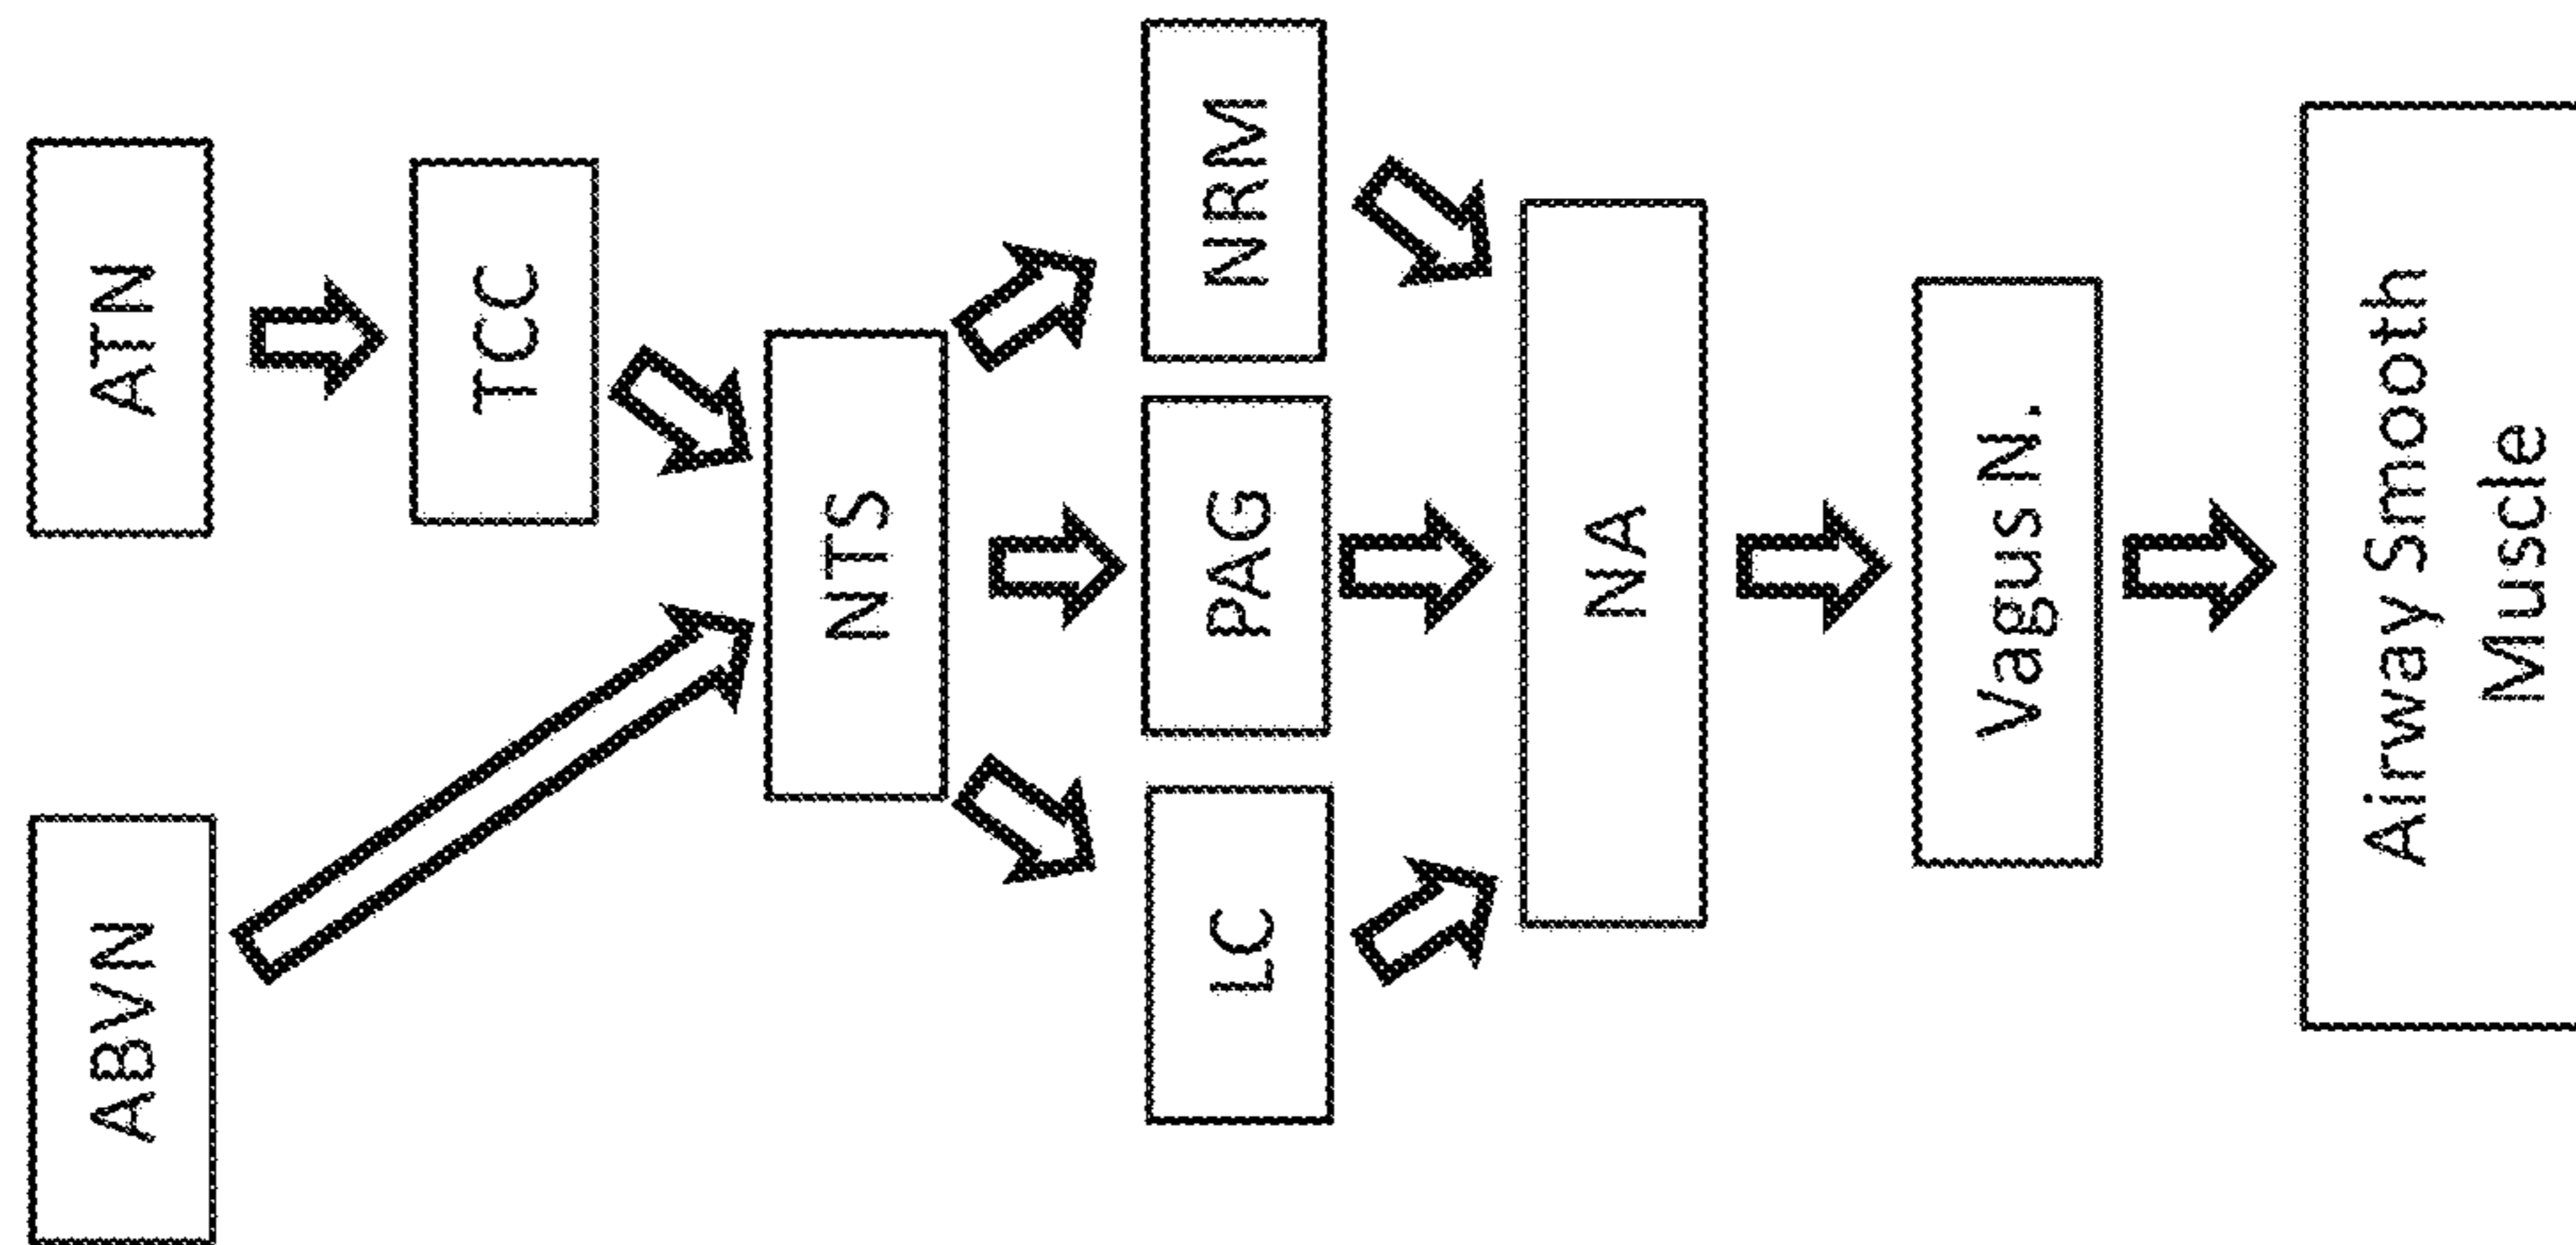 ABVN
ATN
TCC
NTS
LC
PAG
NRM
NA
Vagus N.
Airway Smooth
Muscle